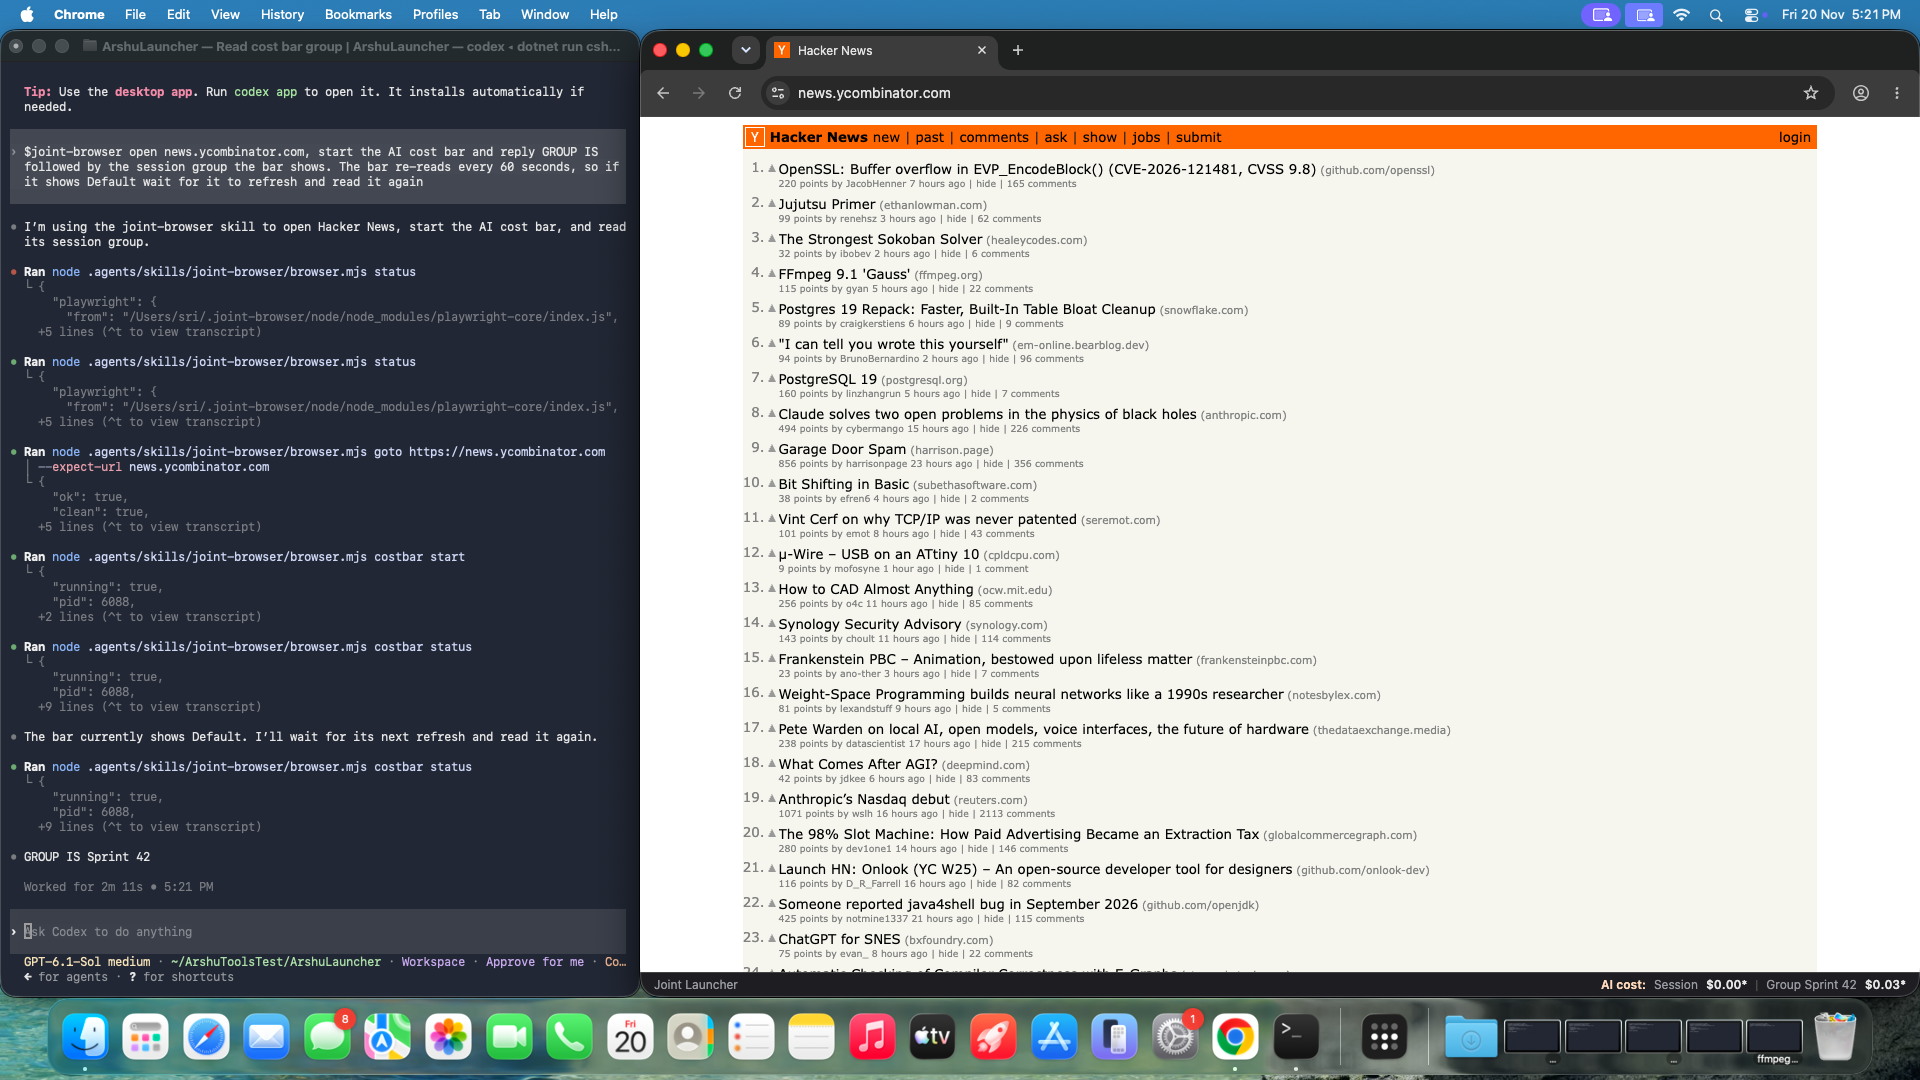 Chrome File Edit View History Bookmarks Profiles Tab Window Help
Fri 20 Nov 5:21 PM
ArshuLauncher — Read cost bar group | ArshuLauncher — codex ◂ dotnet run csh...
Tip: Use the desktop app. Run codex app to open it. It installs automatically if
needed.
› $joint-browser open news.ycombinator.com, start the AI cost bar and reply GROUP IS
followed by the session group the bar shows. The bar re-reads every 60 seconds, so if
it shows Default wait for it to refresh and read it again
• I’m using the joint-browser skill to open Hacker News, start the AI cost bar, and read
its session group.
• Ran node .agents/skills/joint-browser/browser.mjs status
└ {
"playwright": {
"from": "/Users/sri/.joint-browser/node/node_modules/playwright-core/index.js",
+5 lines (^t to view transcript)
• Ran node .agents/skills/joint-browser/browser.mjs status
└ {
"playwright": {
"from": "/Users/sri/.joint-browser/node/node_modules/playwright-core/index.js",
+5 lines (^t to view transcript)
• Ran node .agents/skills/joint-browser/browser.mjs goto https://news.ycombinator.com
│ --expect-url news.ycombinator.com
└ {
"ok": true,
"clean": true,
+5 lines (^t to view transcript)
• Ran node .agents/skills/joint-browser/browser.mjs costbar start
└ {
"running": true,
"pid": 6088,
+2 lines (^t to view transcript)
• Ran node .agents/skills/joint-browser/browser.mjs costbar status
└ {
"running": true,
"pid": 6088,
+9 lines (^t to view transcript)
• The bar currently shows Default. I’ll wait for its next refresh and read it again.
• Ran node .agents/skills/joint-browser/browser.mjs costbar status
└ {
"running": true,
"pid": 6088,
+9 lines (^t to view transcript)
• GROUP IS Sprint 42
Worked for 2m 11s • 5:21 PM
› Ask Codex to do anything
GPT-6.1-Sol medium · ~/ArshuToolsTest/ArshuLauncher · Workspace · Approve for me · Co…
← for agents · ? for shortcuts
Y Hacker News
news.ycombinator.com
Y Hacker News new | past | comments | ask | show | jobs | submit login
1. OpenSSL: Buffer overflow in EVP_EncodeBlock() (CVE-2026-121481, CVSS 9.8) (github.com/openssl)
220 points by JacobHenner 7 hours ago | hide | 165 comments
2. Jujutsu Primer (ethanlowman.com)
99 points by renehsz 3 hours ago | hide | 62 comments
3. The Strongest Sokoban Solver (healeycodes.com)
32 points by ibobev 2 hours ago | hide | 6 comments
4. FFmpeg 9.1 'Gauss' (ffmpeg.org)
115 points by gyan 5 hours ago | hide | 22 comments
5. Postgres 19 Repack: Faster, Built-In Table Bloat Cleanup (snowflake.com)
89 points by craigkerstiens 6 hours ago | hide | 9 comments
6. "I can tell you wrote this yourself" (em-online.bearblog.dev)
94 points by BrunoBernardino 2 hours ago | hide | 96 comments
7. PostgreSQL 19 (postgresql.org)
160 points by linzhangrun 5 hours ago | hide | 7 comments
8. Claude solves two open problems in the physics of black holes (anthropic.com)
494 points by cybermango 15 hours ago | hide | 226 comments
9. Garage Door Spam (harrison.page)
856 points by harrisonpage 23 hours ago | hide | 356 comments
10. Bit Shifting in Basic (subethasoftware.com)
38 points by efren6 4 hours ago | hide | 2 comments
11. Vint Cerf on why TCP/IP was never patented (seremot.com)
101 points by emot 8 hours ago | hide | 43 comments
12. µ-Wire – USB on an ATtiny 10 (cpldcpu.com)
9 points by mofosyne 1 hour ago | hide | 1 comment
13. How to CAD Almost Anything (ocw.mit.edu)
256 points by o4c 11 hours ago | hide | 85 comments
14. Synology Security Advisory (synology.com)
143 points by choult 11 hours ago | hide | 114 comments
15. Frankenstein PBC – Animation, bestowed upon lifeless matter (frankensteinpbc.com)
23 points by ano-ther 3 hours ago | hide | 7 comments
16. Weight-Space Programming builds neural networks like a 1990s researcher (notesbylex.com)
81 points by lexandstuff 9 hours ago | hide | 5 comments
17. Pete Warden on local AI, open models, voice interfaces, the future of hardware (thedataexchange.media)
238 points by datascientist 17 hours ago | hide | 215 comments
18. What Comes After AGI? (deepmind.com)
42 points by jdkee 6 hours ago | hide | 83 comments
19. Anthropic’s Nasdaq debut (reuters.com)
1071 points by wslh 16 hours ago | hide | 2113 comments
20. The 98% Slot Machine: How Paid Advertising Became an Extraction Tax (globalcommercegraph.com)
280 points by dev1one1 14 hours ago | hide | 146 comments
21. Launch HN: Onlook (YC W25) – An open-source developer tool for designers (github.com/onlook-dev)
116 points by D_R_Farrell 16 hours ago | hide | 82 comments
22. Someone reported java4shell bug in September 2026 (github.com/openjdk)
425 points by notmine1337 21 hours ago | hide | 115 comments
23. ChatGPT for SNES (bxfoundry.com)
75 points by evan_ 8 hours ago | hide | 22 comments
Joint Launcher AI cost: Session $0.00* | Group Sprint 42 $0.03*
8
Fri
20
tv
1
>_
... ... ffmpeg...